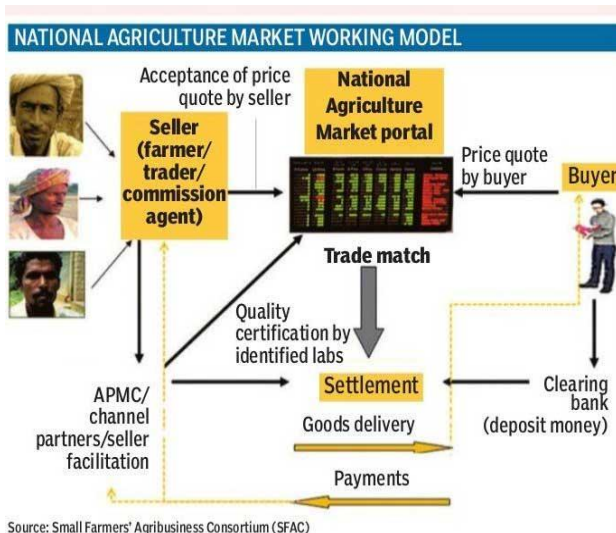 NATIONAL AGRICULTURE MARKET WORKING MODEL
Acceptance of price
quote by seller
National
Agriculture
Market portal
Seller
(farmer/
trader/
commission
agent)
Price quote
by buyer
Buyer
Trade match
Quality
certification by
identified labs
Settlement
APMC/
channel
partners/seller
facilitation
Clearing
bank
(deposit money)
Goods delivery
Payments
Source: Small Farmers' Agribusiness Consortium (SFAC)